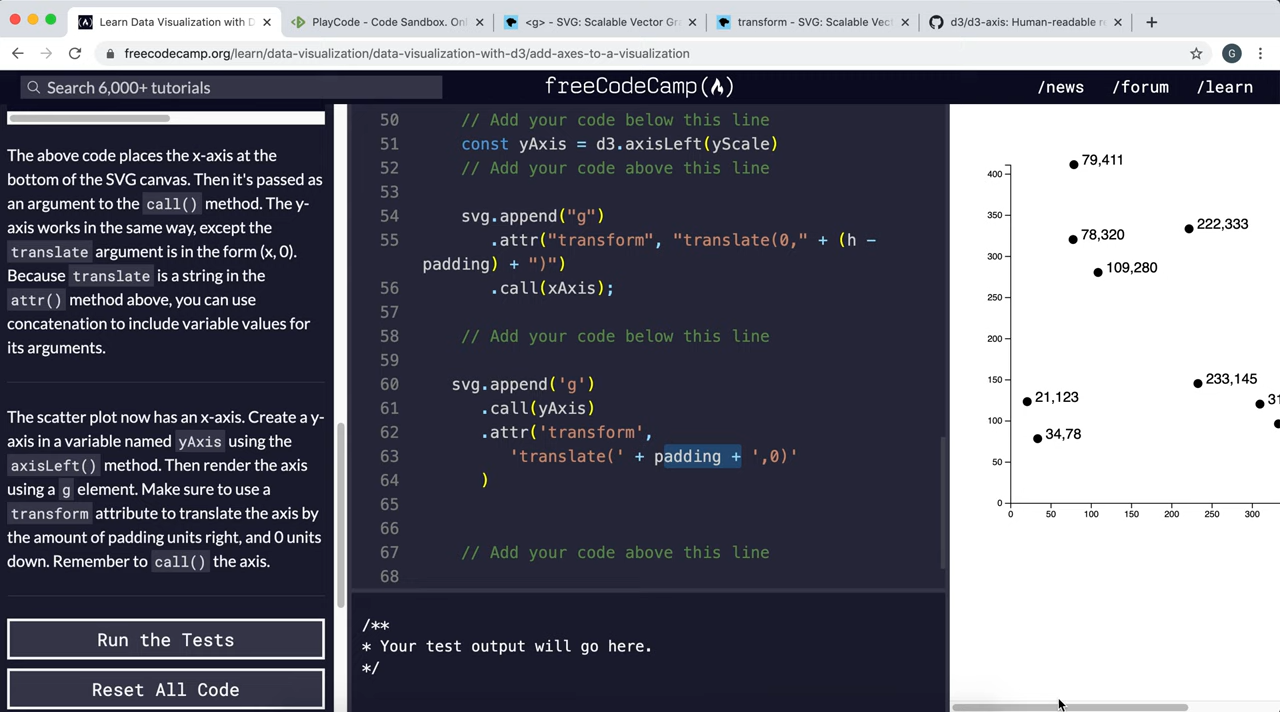 Learn Data Visualization with D
PlayCode - Code Sandbox. Onl
<g> - SVG: Scalable Vector Gra
transform - SVG: Scalable Vect
d3/d3-axis: Human-readable re
freecodecamp.org/learn/data-visualization/data-visualization-with-d3/add-axes-to-a-visualization
G
Search 6,000+ tutorials
freeCodeCamp
/news
/forum
/learn
The above code places the x-axis at the
bottom of the SVG canvas. Then it's passed as
an argument to the call() method. The y-
axis works in the same way, except the
translate argument is in the form (x, 0).
Because translate is a string in the
attr() method above, you can use
concatenation to include variable values for
its arguments.
The scatter plot now has an x-axis. Create a y-
axis in a variable named yAxis using the
axisLeft() method. Then render the axis
using a g element. Make sure to use a
transform attribute to translate the axis by
the amount of padding units right, and 0 units
down. Remember to call() the axis.
Run the Tests
Reset All Code
50 // Add your code below this line
51 const yAxis = d3.axisLeft(yScale)
52 // Add your code above this line
53
54 svg.append("g")
55 .attr("transform", "translate(0," + (h -
padding) + ")")
56 .call(xAxis);
57
58 // Add your code below this line
59
60 svg.append('g')
61 .call(yAxis)
62 .attr('transform',
63 'translate(' + padding + ',0)'
64 )
65
66
67 // Add your code above this line
68
/**
* Your test output will go here.
*/
79,411
400
350
222,333
78,320
300
109,280
250
200
150
233,145
21,123
31
100
34,78
50
0
0 50 100 150 200 250 300